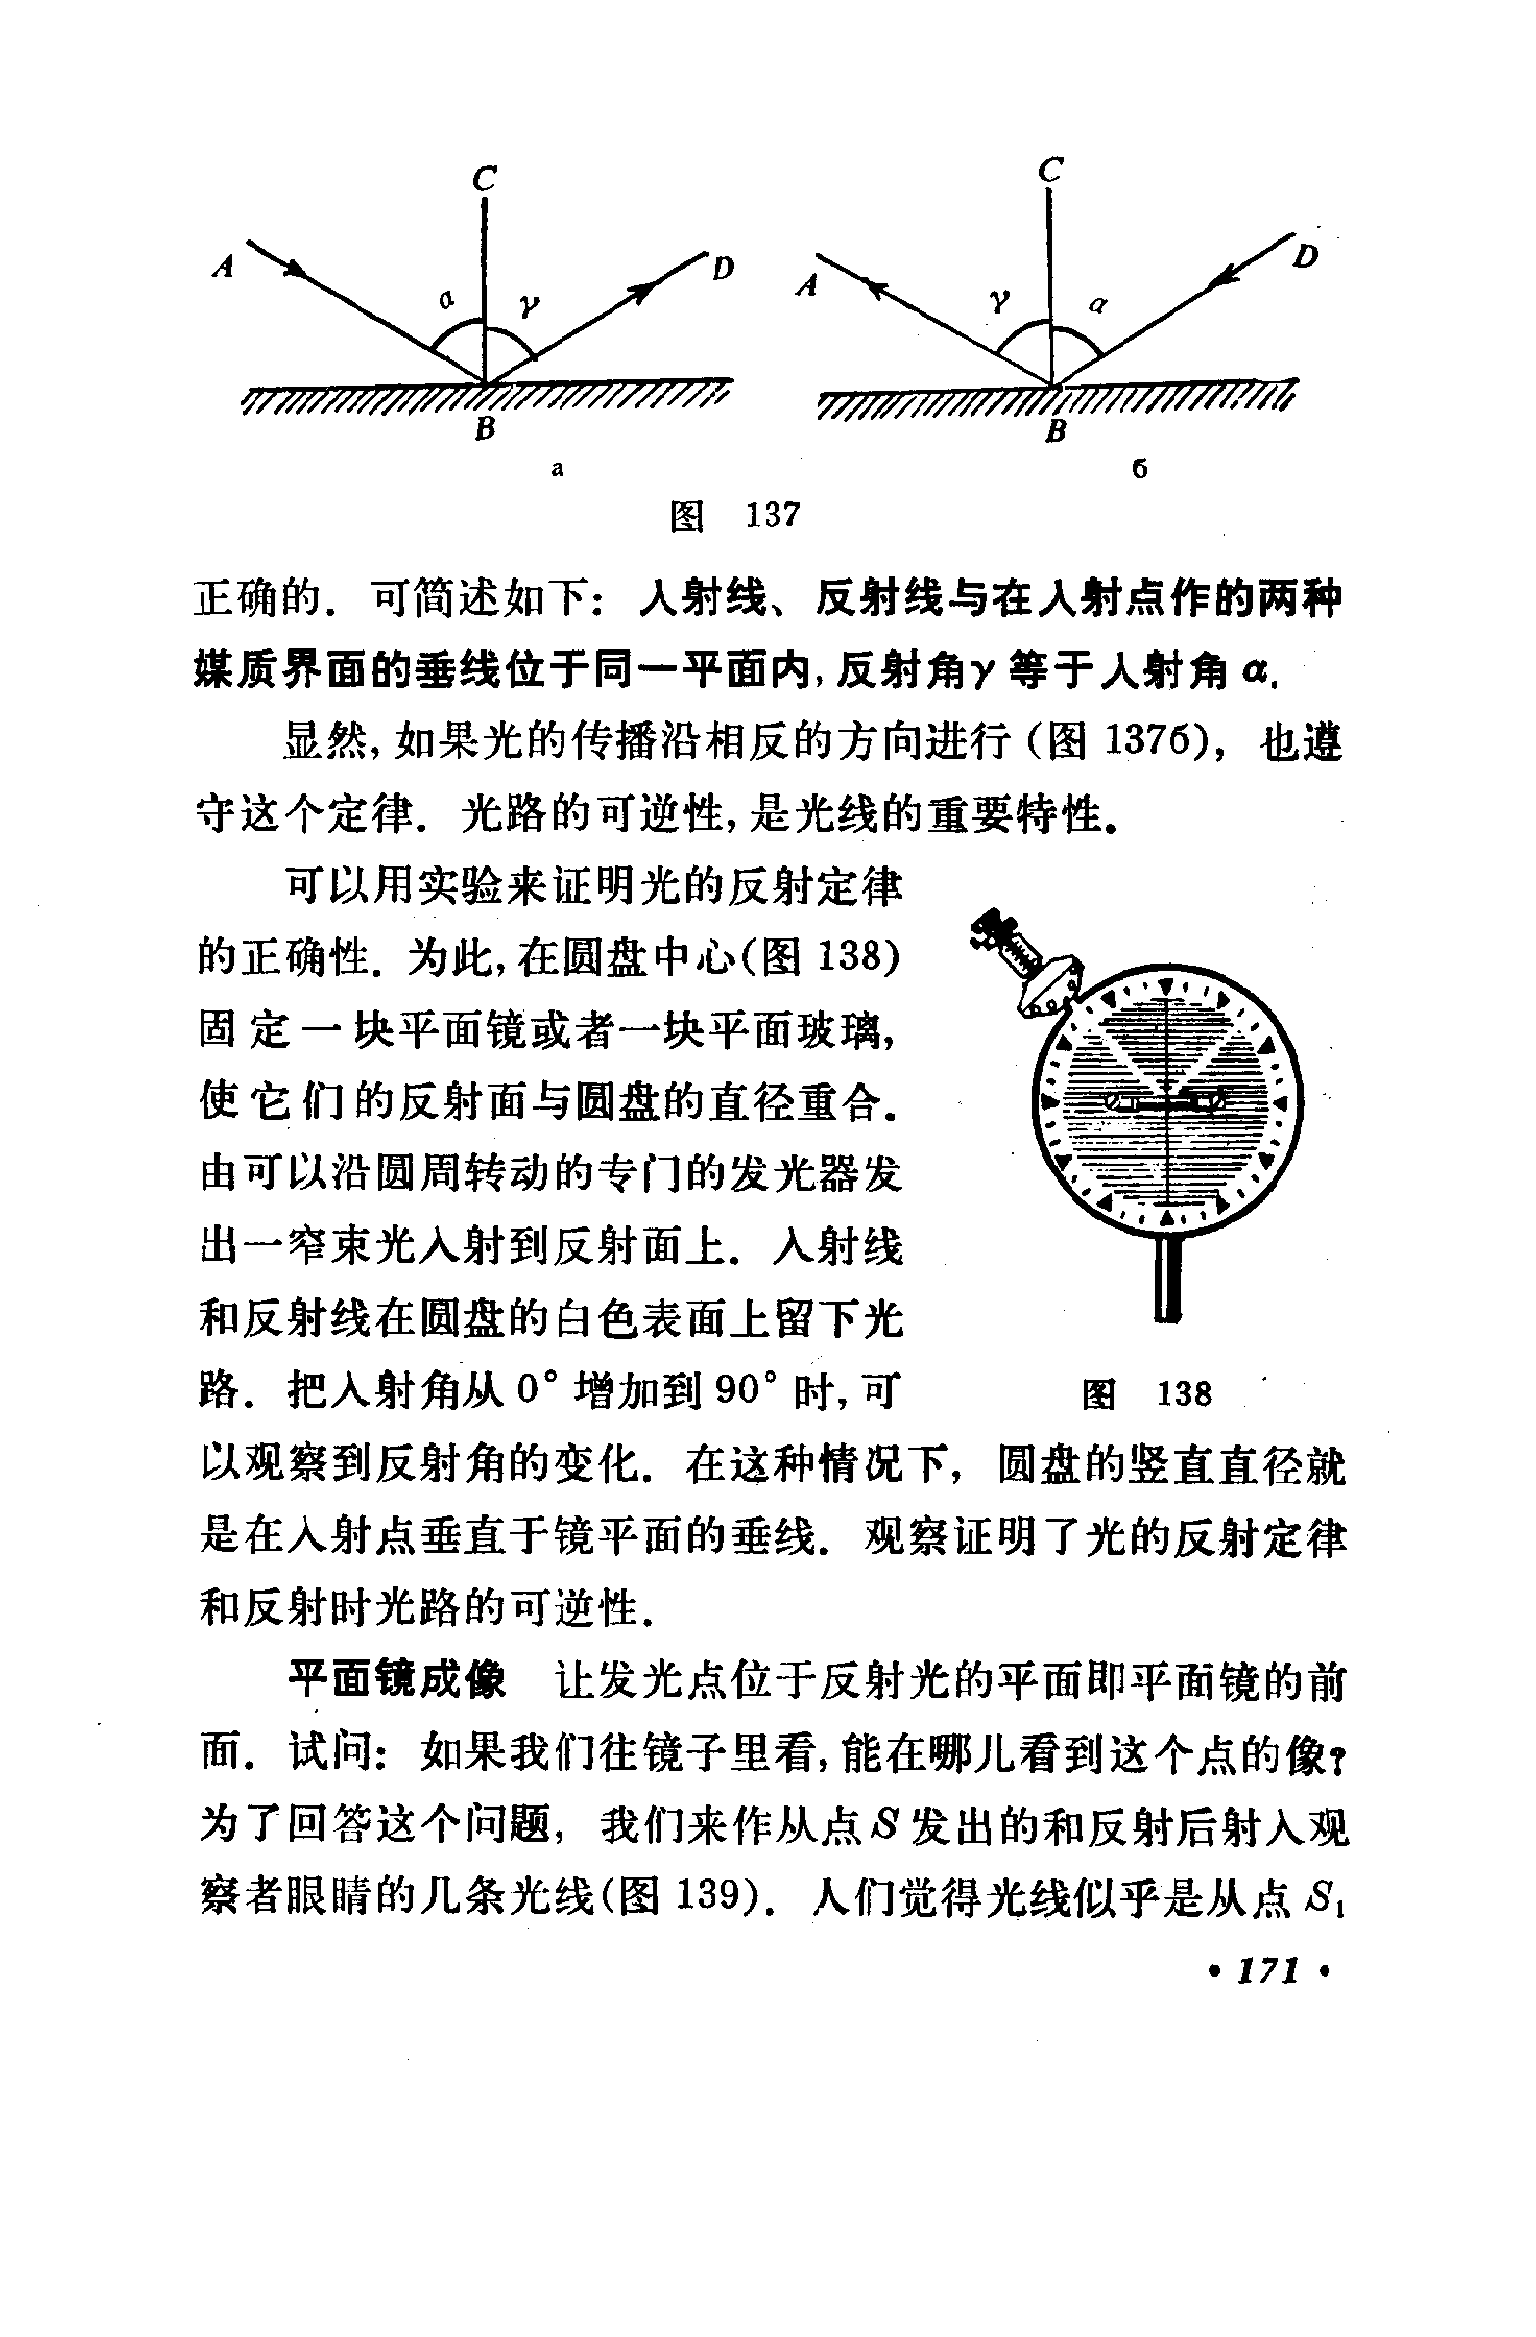 C
C
A
α
γ
D
A
γ
α
D
B
B
а
б
图 137
正确的．可简述如下：入射线、反射线与在入射点作的两种
媒质界面的垂线位于同一平面内，反射角γ等于入射角α．
显然，如果光的传播沿相反的方向进行（图 137б），也遵
守这个定律．光路的可逆性，是光线的重要特性．
可以用实验来证明光的反射定律
的正确性．为此，在圆盘中心（图 138）
固定一块平面镜或者一块平面玻璃，
使它们的反射面与圆盘的直径重合．
由可以沿圆周转动的专门的发光器发
出一窄束光入射到反射面上．入射线
和反射线在圆盘的白色表面上留下光
路．把入射角从 0° 增加到 90° 时，可
图 138
以观察到反射角的变化．在这种情况下，圆盘的竖直直径就
是在入射点垂直于镜平面的垂线．观察证明了光的反射定律
和反射时光路的可逆性．
平面镜成像 让发光点位于反射光的平面即平面镜的前
面．试问：如果我们往镜子里看，能在哪儿看到这个点的像？
为了回答这个问题，我们来作从点 S 发出的和反射后射入观
察者眼睛的几条光线（图 139）．人们觉得光线似乎是从点 S₁
· 171 ·